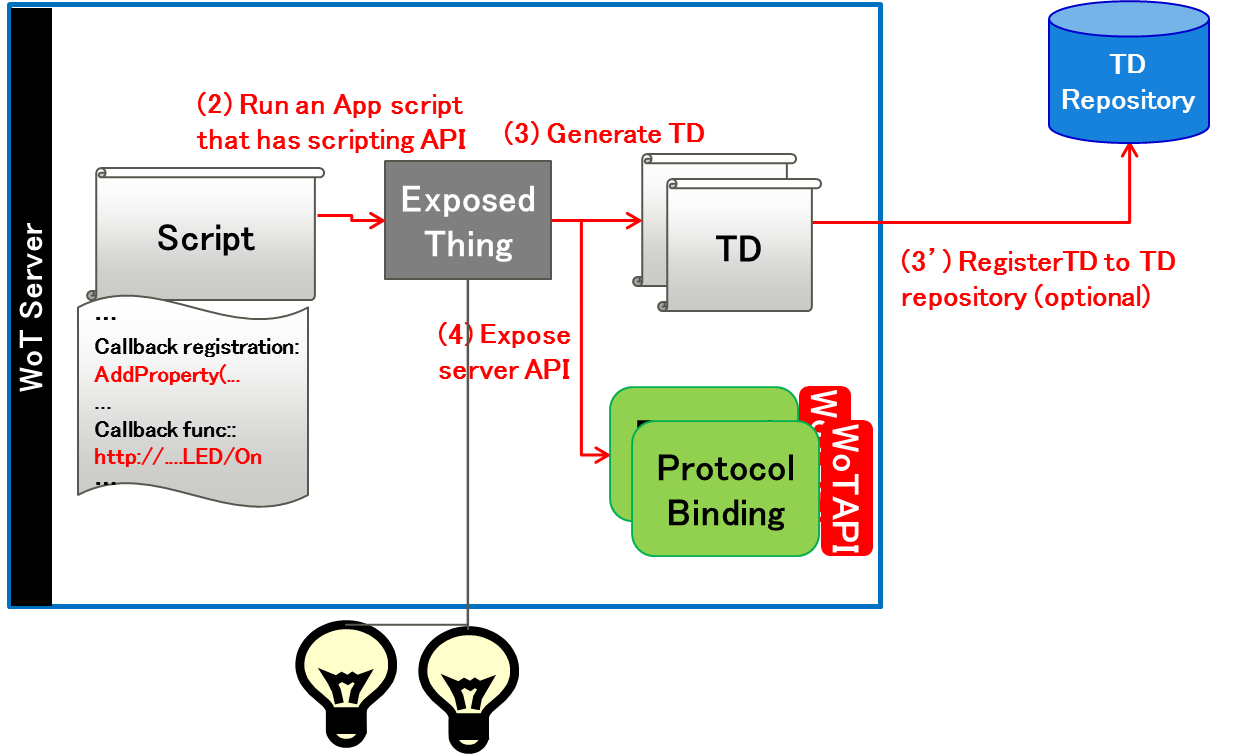 WoT Server
(2) Run an App script
that has scripting API
(3) Generate TD
TD
Repository
Script
Exposed
Thing
TD
(3’) RegisterTD to TD
repository (optional)
...
Callback registration:
AddProperty(...
...
Callback func::
http://....LED/On
...
(4) Expose
server API
Protocol
Binding
WoT API